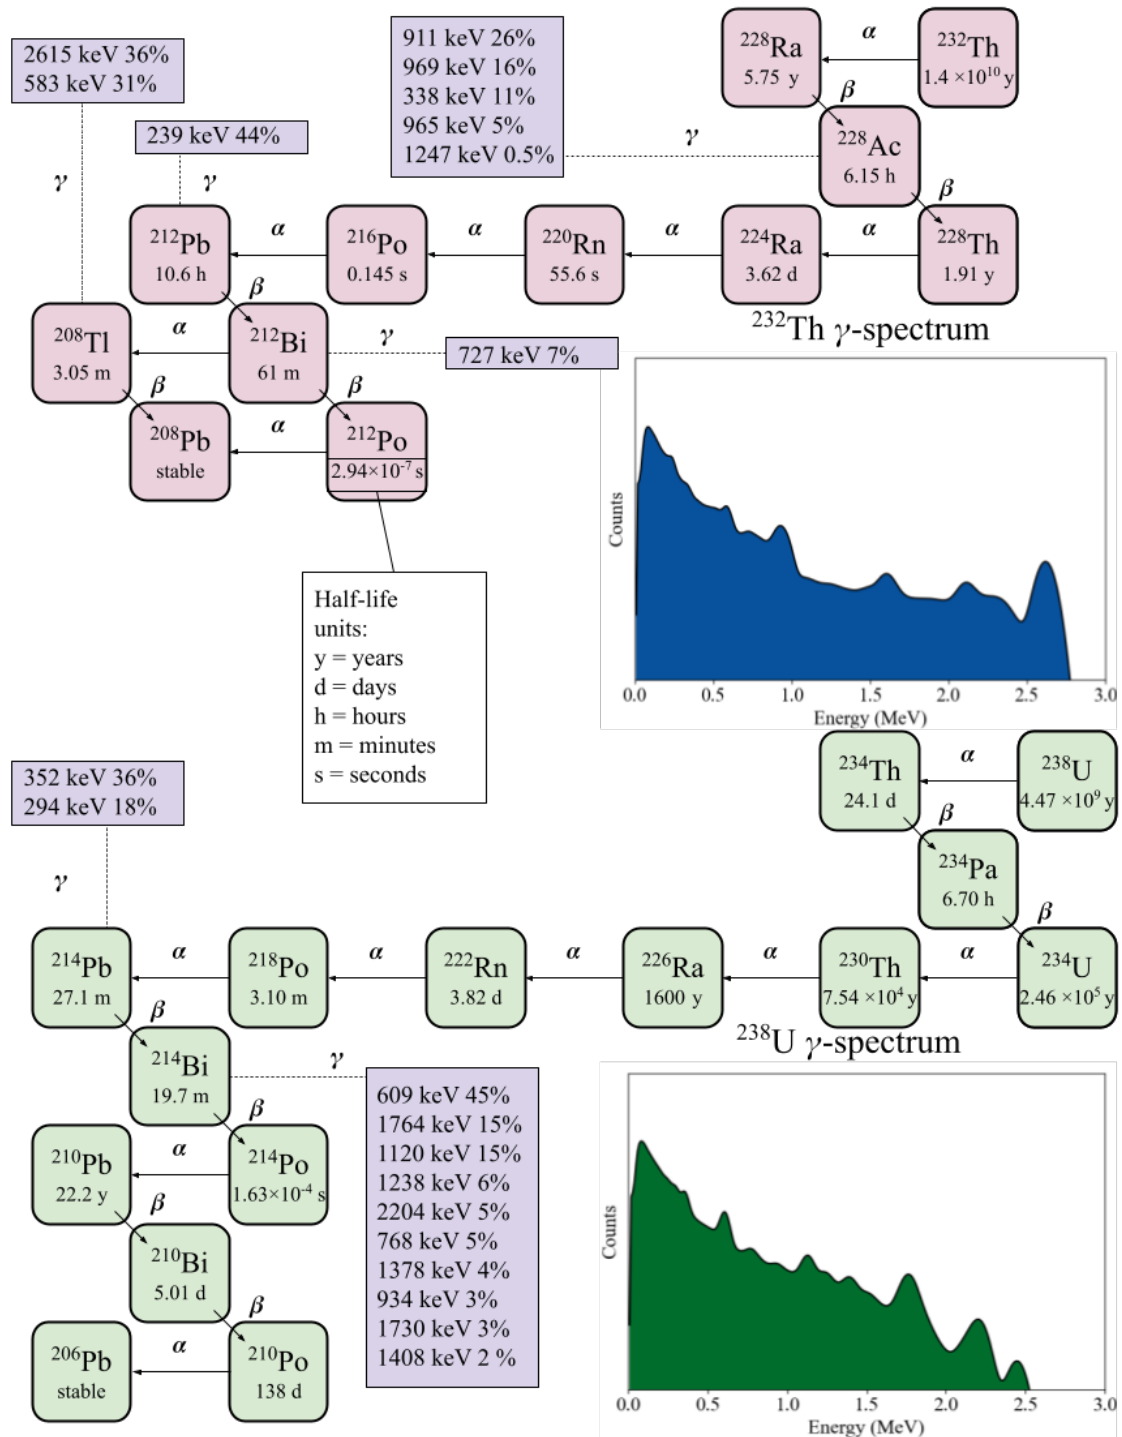 2615 keV 36%
583 keV 31%
239 keV 44%
911 keV 26%
969 keV 16%
338 keV 11%
965 keV 5%
1247 keV 0.5%
γ
γ
γ
²²⁸Ra
5.75 y
α
²³²Th
1.4 ×10¹⁰ y
β
²²⁸Ac
6.15 h
β
²¹²Pb
10.6 h
α
²¹⁶Po
0.145 s
α
²²⁰Rn
55.6 s
α
²²⁴Ra
3.62 d
α
²²⁸Th
1.91 y
β
²⁰⁸Tl
3.05 m
α
²¹²Bi
61 m
γ
727 keV 7%
β
β
²⁰⁸Pb
stable
α
²¹²Po
2.94×10⁻⁷ s
Half-life
units:
y = years
d = days
h = hours
m = minutes
s = seconds
²³²Th γ-spectrum
Counts
0.0 0.5 1.0 1.5 2.0 2.5 3.0
Energy (MeV)
352 keV 36%
294 keV 18%
γ
²³⁴Th
24.1 d
α
²³⁸U
4.47 ×10⁹ y
β
²³⁴Pa
6.70 h
β
²¹⁴Pb
27.1 m
α
²¹⁸Po
3.10 m
α
²²²Rn
3.82 d
α
²²⁶Ra
1600 y
α
²³⁰Th
7.54 ×10⁴ y
α
²³⁴U
2.46 ×10⁵ y
β
²¹⁴Bi
19.7 m
γ
609 keV 45%
1764 keV 15%
1120 keV 15%
1238 keV 6%
2204 keV 5%
768 keV 5%
1378 keV 4%
934 keV 3%
1730 keV 3%
1408 keV 2 %
β
²¹⁰Pb
22.2 y
α
²¹⁴Po
1.63×10⁻⁴ s
β
²¹⁰Bi
5.01 d
β
²⁰⁶Pb
stable
α
²¹⁰Po
138 d
²³⁸U γ-spectrum
Counts
0.0 0.5 1.0 1.5 2.0 2.5 3.0
Energy (MeV)